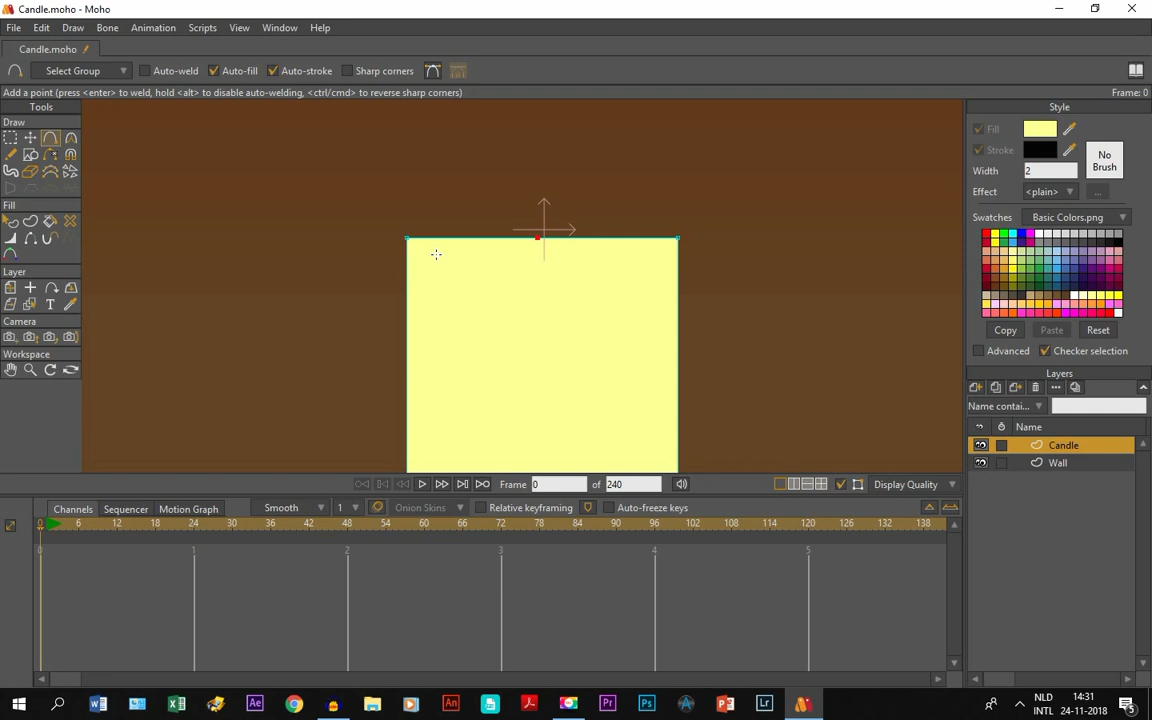 Candle.moho - Moho
File Edit Draw Bone Animation Scripts View Window Help
Candle.moho
Select Group Auto-weld Auto-fill Auto-stroke Sharp corners
Add a point (press <enter> to weld, hold <alt> to disable auto-welding, <ctrl/cmd> to reverse sharp corners) Frame: 0
Tools Style
Draw
Fill
Stroke
No Brush
Width 2
Effect <plain> ...
Fill
Swatches Basic Colors.png
Layer
Camera
Copy Paste Reset
Workspace
Advanced Checker selection
Layers
Name contai...
Name
Candle
Wall
Frame 0 of 240 Display Quality
Channels Sequencer Motion Graph Smooth 1 Onion Skins Relative keyframing Auto-freeze keys
0 6 12 18 24 30 36 42 48 54 60 66 72 78 84 90 96 102 108 114 120 126 132 138
0 1 2 3 4 5
NLD 14:31
INTL 24-11-2018 5